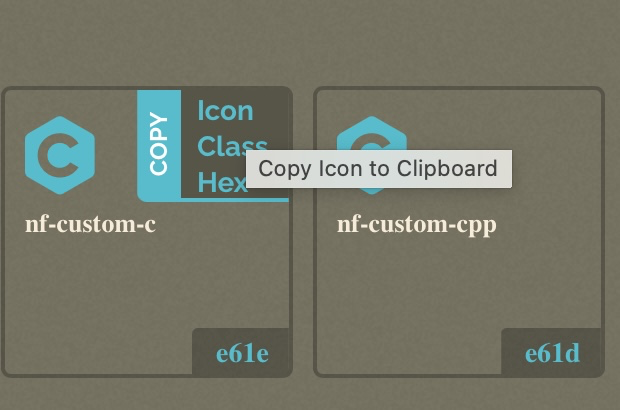 COPY
Icon
Class
Hex
Copy Icon to Clipboard
nf-custom-c
nf-custom-cpp
e61e
e61d